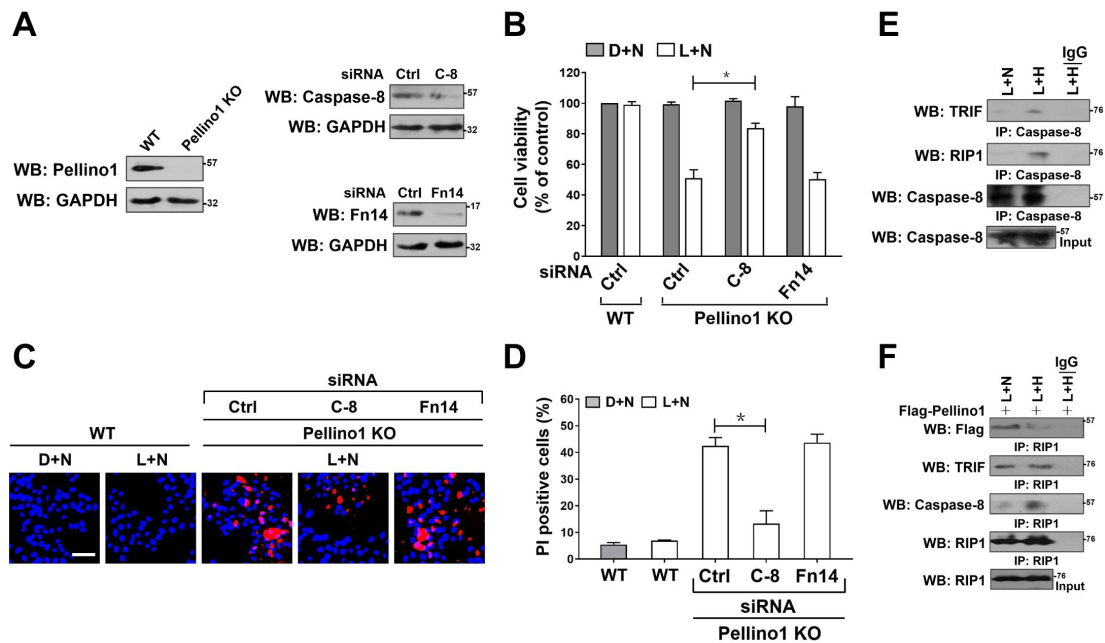 A
siRNA Ctrl C-8
WB: Caspase-8 -57
WB: GAPDH -32
WT Pellino1 KO
WB: Pellino1 -57
WB: GAPDH -32
siRNA Ctrl Fn14
WB: Fn14 -17
WB: GAPDH -32
B
D+N L+N
Cell viability
(% of control)
120
100
80
60
40
20
0
*
siRNA Ctrl Ctrl C-8 Fn14
WT Pellino1 KO
C
siRNA
Ctrl C-8 Fn14
WT Pellino1 KO
D+N L+N L+N
D
D+N L+N
PI positive cells (%)
60
50
40
30
20
10
0
*
WT WT Ctrl C-8 Fn14
siRNA
Pellino1 KO
E
IgG
L+N L+H L+H
WB: TRIF -76
IP: Caspase-8
WB: RIP1 76-
IP: Caspase-8
WB: Caspase-8 -57
IP: Caspase-8
WB: Caspase-8 -57
Input
F
IgG
L+N L+H L+H
Flag-Pellino1 + + +
WB: Flag -57
IP: RIP1
WB: TRIF -76
IP: RIP1
WB: Caspase-8 -57
IP: RIP1
WB: RIP1 -76
IP: RIP1
WB: RIP1 -76
Input